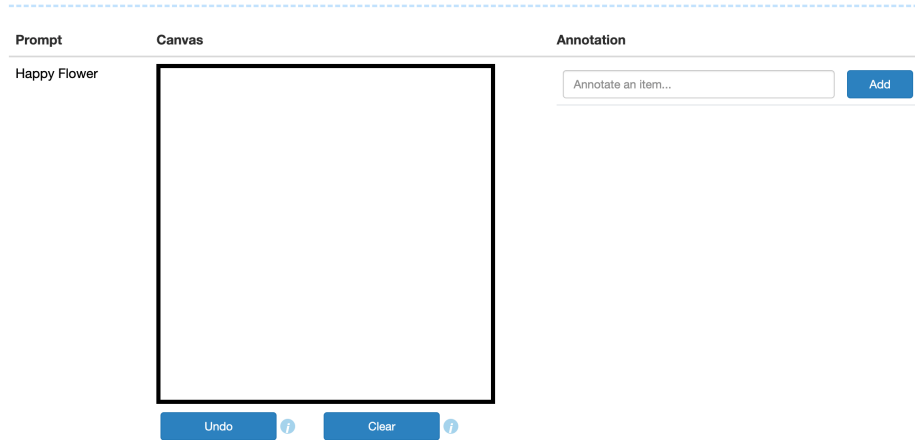 Prompt Canvas Annotation
Happy Flower
Annotate an item... Add
Undo i Clear i